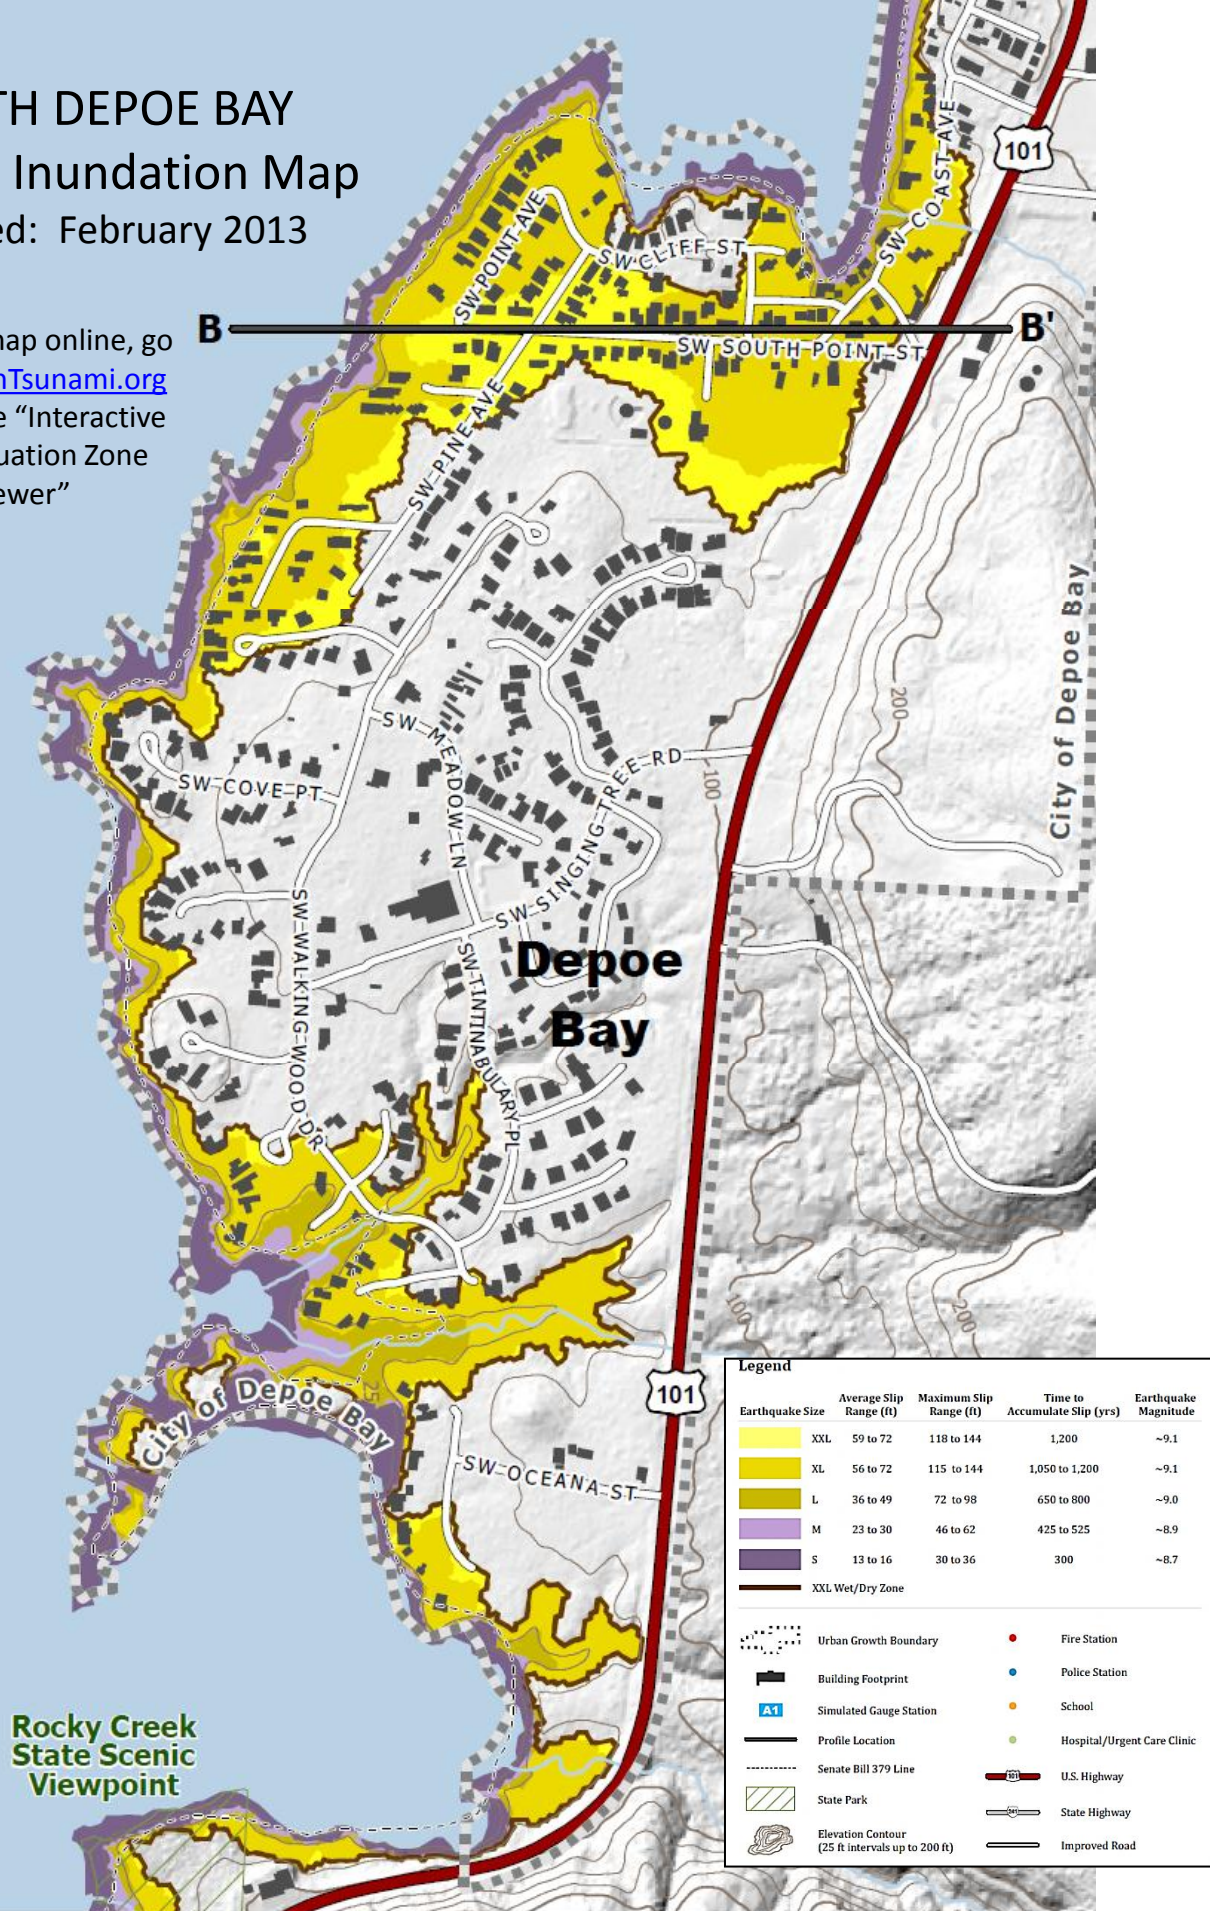 TH DEPOE BAY
Inundation Map
ed: February 2013
map online, go
nTsunami.org
e “Interactive
uation Zone
ewer”
B
B'
101
SW COAST AVE
SW POINT AVE
SW CLIFF ST
SW SOUTH POINT ST
SW PINE AVE
City of Depoe Bay
200
100
SW MEADOW LN
SW COVE PT
SW SINGING TREE RD
SW WALKING WOOD DR
SW TINTINABULARY PL
Depoe
Bay
100
200
25
City of Depoe Bay
101
SW OCEANA ST
Rocky Creek
State Scenic
Viewpoint
Legend
Earthquake Size Average Slip Range (ft) Maximum Slip Range (ft) Time to Accumulate Slip (yrs) Earthquake Magnitude
XXL 59 to 72 118 to 144 1,200 ~9.1
XL 56 to 72 115 to 144 1,050 to 1,200 ~9.1
L 36 to 49 72 to 98 650 to 800 ~9.0
M 23 to 30 46 to 62 425 to 525 ~8.9
S 13 to 16 30 to 36 300 ~8.7
XXL Wet/Dry Zone
Urban Growth Boundary
Building Footprint
A1 Simulated Gauge Station
Profile Location
Senate Bill 379 Line
State Park
Elevation Contour
(25 ft intervals up to 200 ft)
Fire Station
Police Station
School
Hospital/Urgent Care Clinic
101 U.S. Highway
State Highway
Improved Road